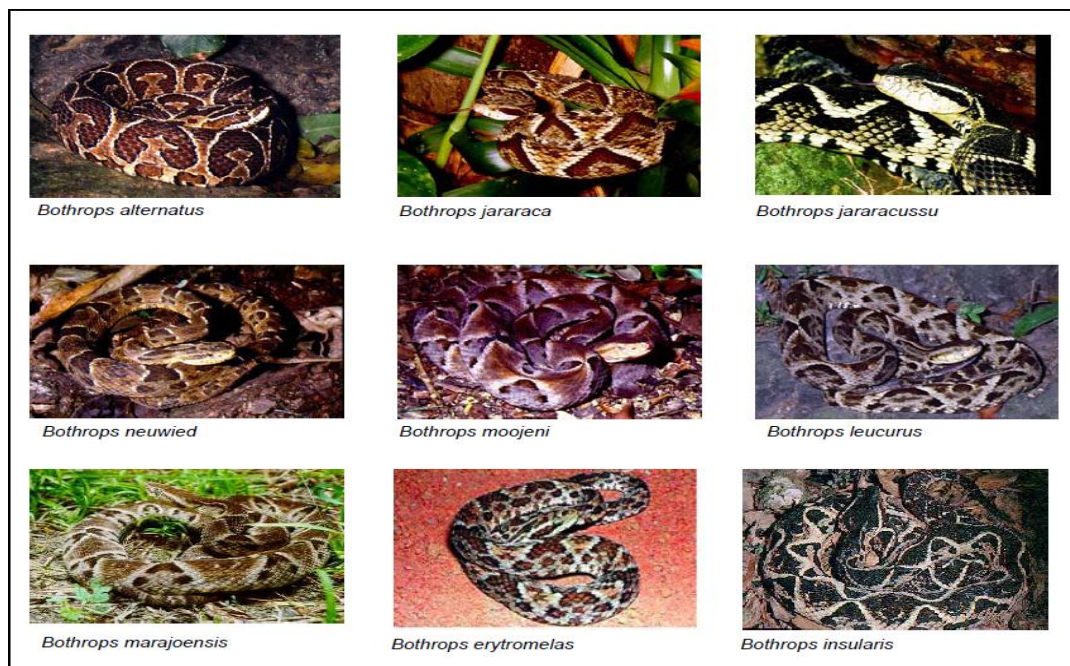 Bothrops alternatus
Bothrops jararaca
Bothrops jararacussu
Bothrops neuwied
Bothrops moojeni
Bothrops leucurus
Bothrops marajoensis
Bothrops erytromelas
Bothrops insularis